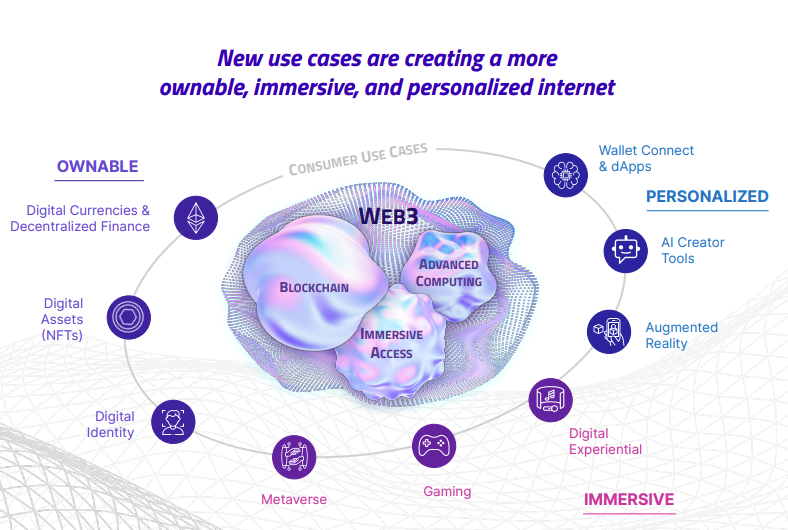 New use cases are creating a more
ownable, immersive, and personalized internet
CONSUMER USE CASES
OWNABLE
Digital Currencies &
Decentralized Finance
Digital
Assets
(NFTs)
Digital
Identity
WEB3
BLOCKCHAIN
ADVANCED
COMPUTING
IMMERSIVE
ACCESS
Wallet Connect
& dApps
PERSONALIZED
AI Creator
Tools
Augmented
Reality
Digital
Experiential
Gaming
Metaverse
IMMERSIVE